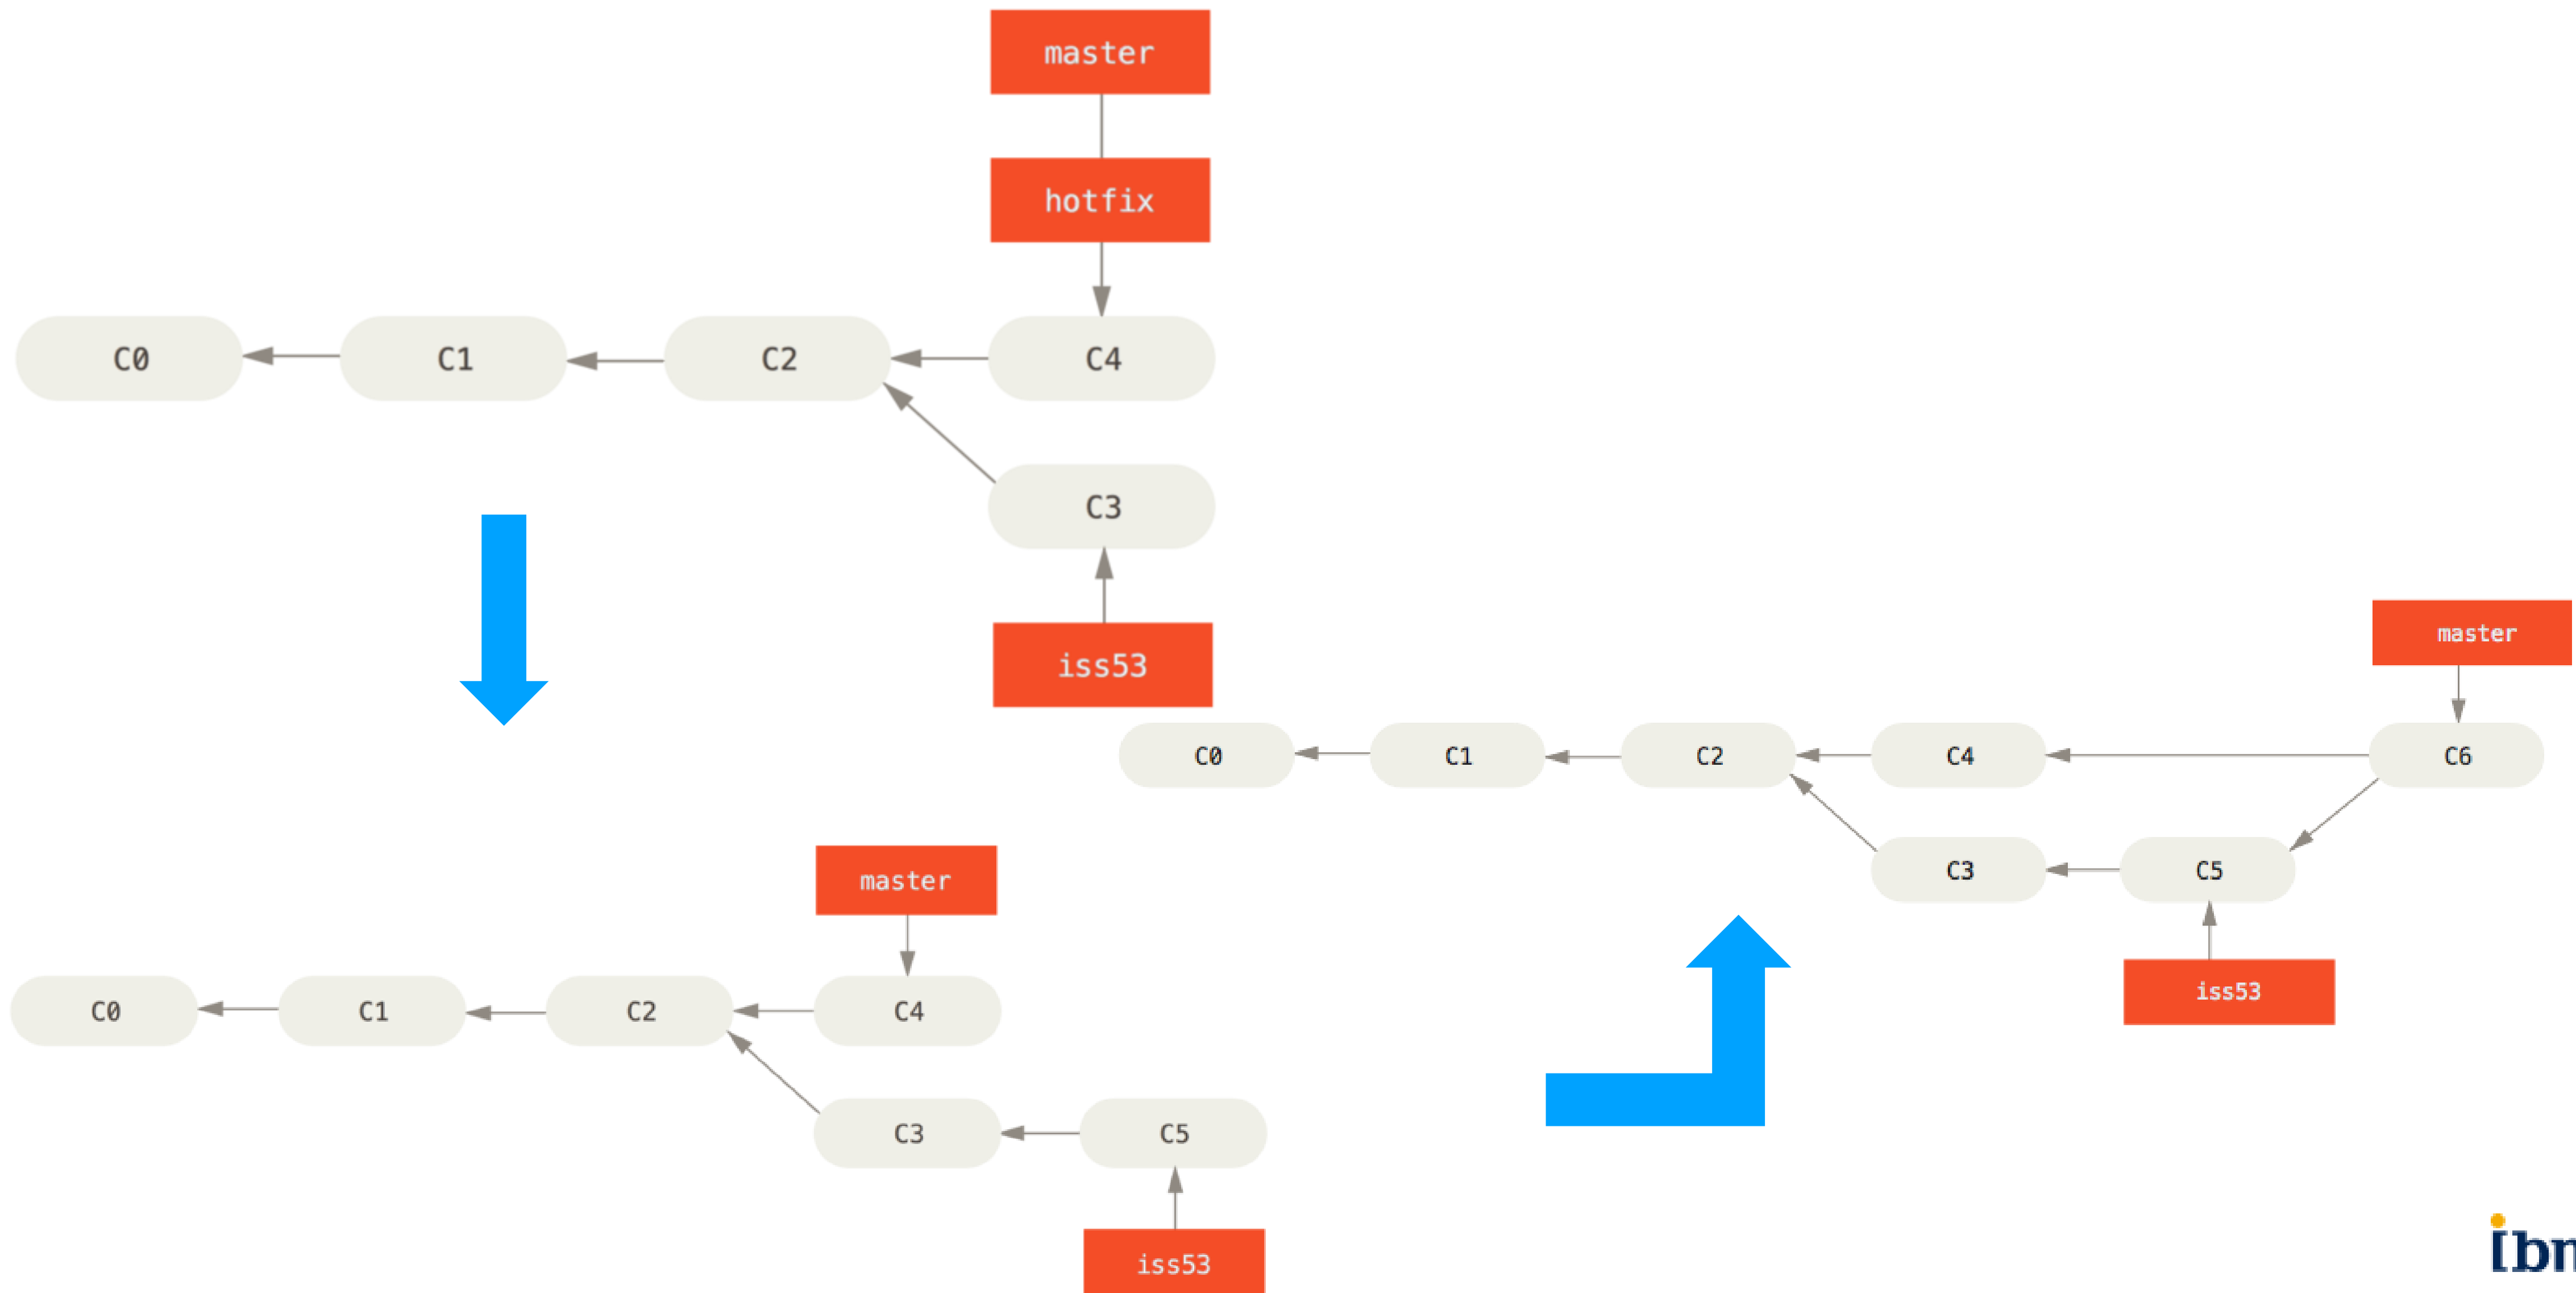 master
hotfix
C0 C1 C2 C4
C3
iss53
master
C0 C1 C2 C4 C6
C3 C5
iss53
master
C0 C1 C2 C4
C3 C5
iss53